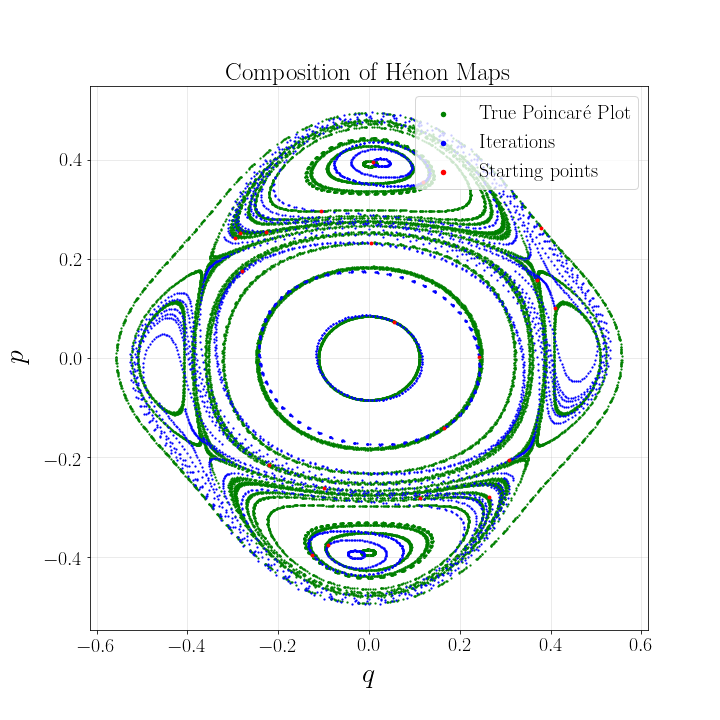 Composition of Hénon Maps
True Poincaré Plot
Iterations
Starting points
0.4
0.2
0.0
−0.2
−0.4
p
−0.6
−0.4
−0.2
0.0
0.2
0.4
0.6
q